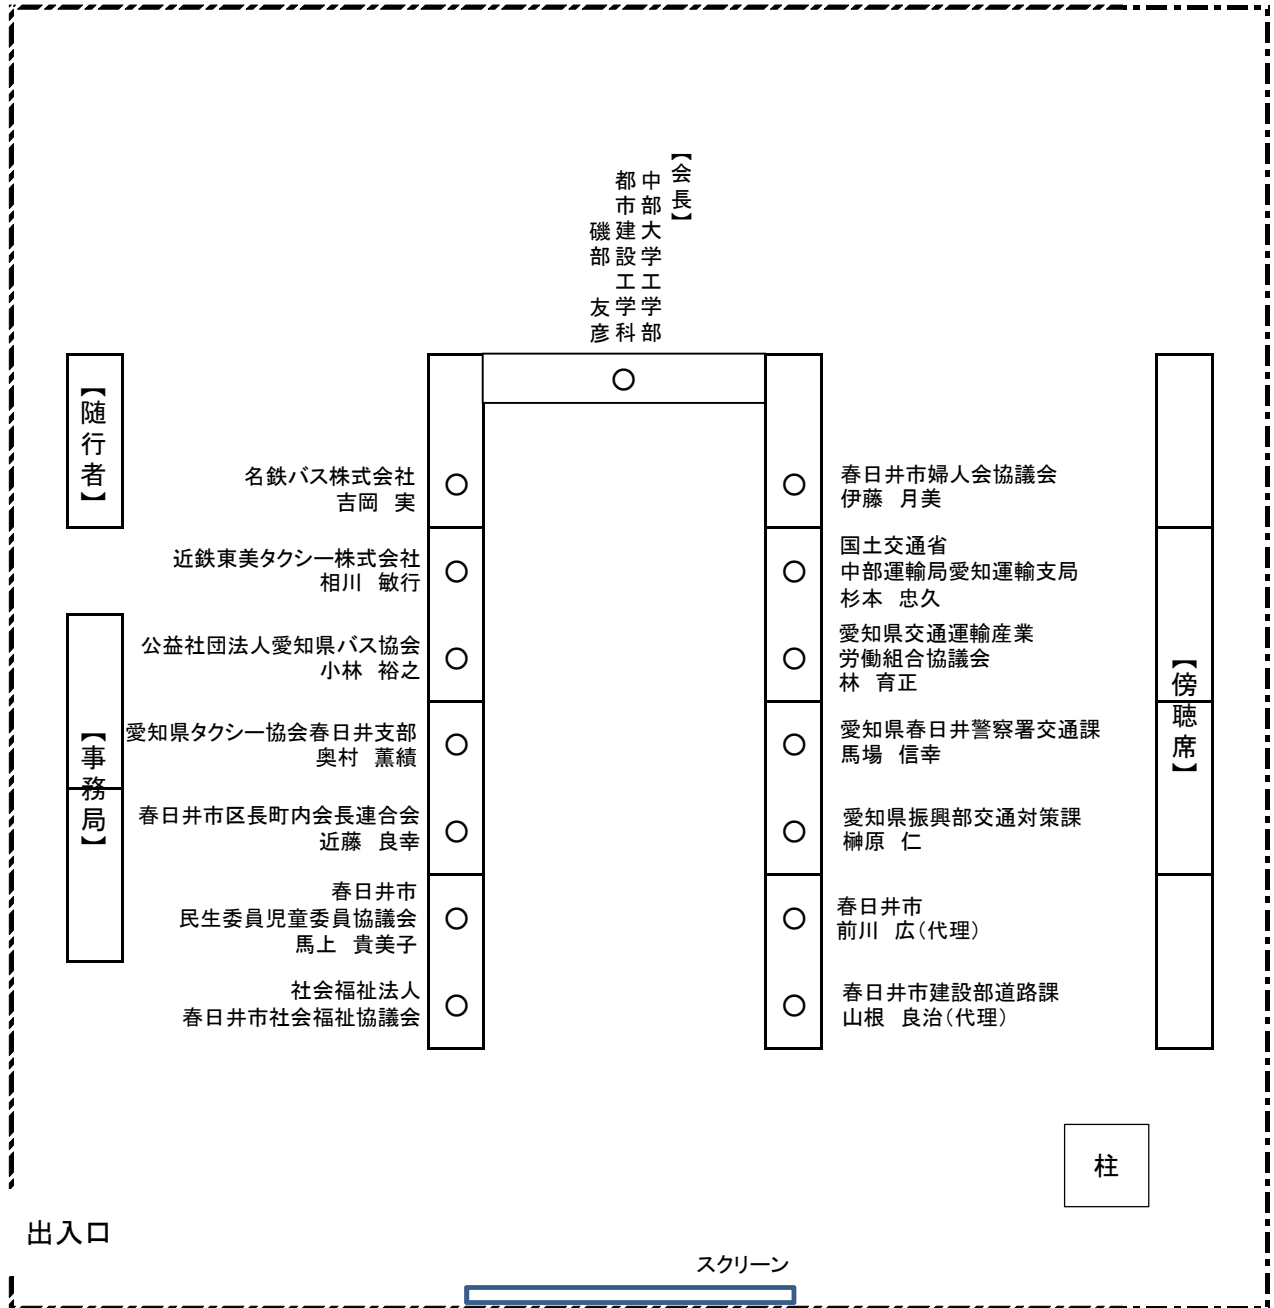 【会長】
中部大学工学部
都市建設工学科
磯部　友彦
【随行者】
名鉄バス株式会社
吉岡　実
近鉄東美タクシー株式会社
相川　敏行
公益社団法人愛知県バス協会
小林　裕之
【事務局】
愛知県タクシー協会春日井支部
奥村　薫績
春日井市区長町内会長連合会
近藤　良幸
春日井市
民生委員児童委員協議会
馬上　貴美子
社会福祉法人
春日井市社会福祉協議会
春日井市婦人会協議会
伊藤　月美
国土交通省
中部運輸局愛知運輸支局
杉本　忠久
愛知県交通運輸産業
労働組合協議会
林　育正
愛知県春日井警察署交通課
馬場　信幸
愛知県振興部交通対策課
榊原　仁
春日井市
前川　広（代理）
春日井市建設部道路課
山根　良治（代理）
【傍聴席】
柱
出入口
スクリーン